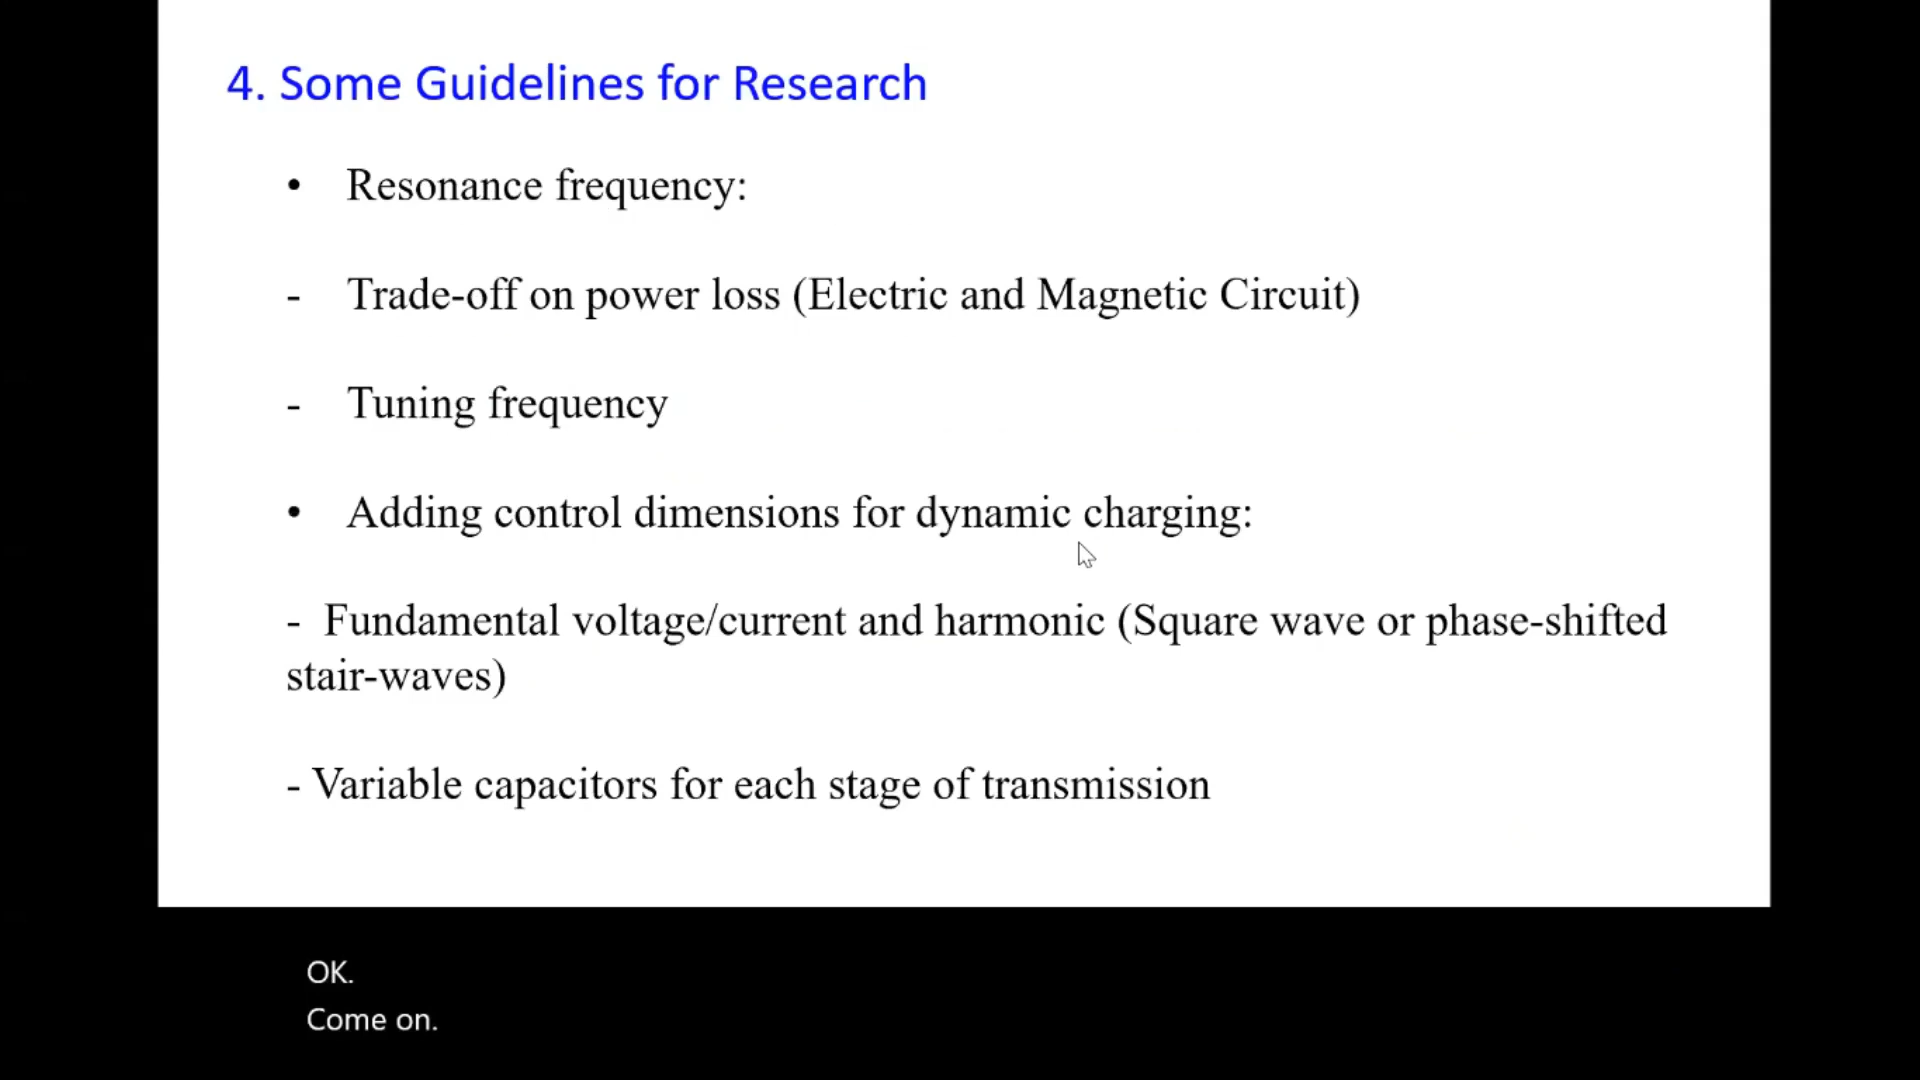 4. Some Guidelines for Research
• Resonance frequency:
- Trade-off on power loss (Electric and Magnetic Circuit)
- Tuning frequency
• Adding control dimensions for dynamic charging:
- Fundamental voltage/current and harmonic (Square wave or phase-shifted
stair-waves)
- Variable capacitors for each stage of transmission
OK.
Come on.